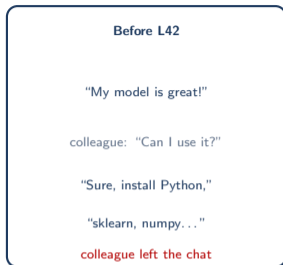 Before L42
“My model is great!”
colleague: “Can I use it?”
“Sure, install Python,”
“sklearn, numpy. . . ”
colleague left the chat